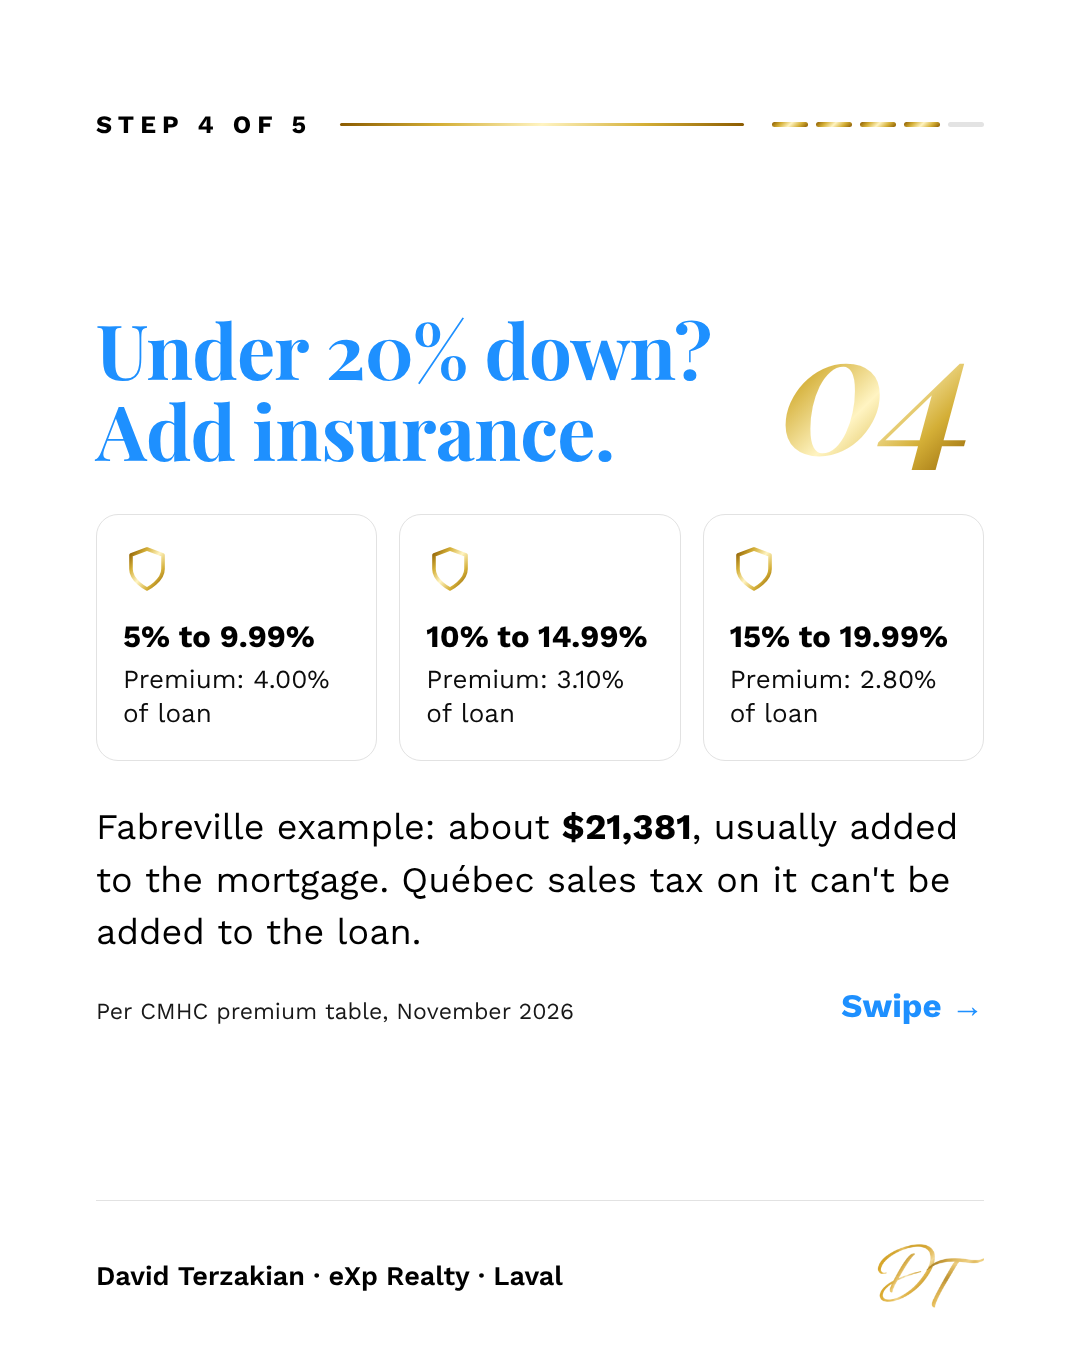 STEP 4 OF 5
Under 20% down?
Add insurance.
04
5% to 9.99%
Premium: 4.00%
of loan
10% to 14.99%
Premium: 3.10%
of loan
15% to 19.99%
Premium: 2.80%
of loan
Fabreville example: about $21,381, usually added
to the mortgage. Québec sales tax on it can't be
added to the loan.
Per CMHC premium table, November 2026
Swipe →
David Terzakian · eXp Realty · Laval
DT